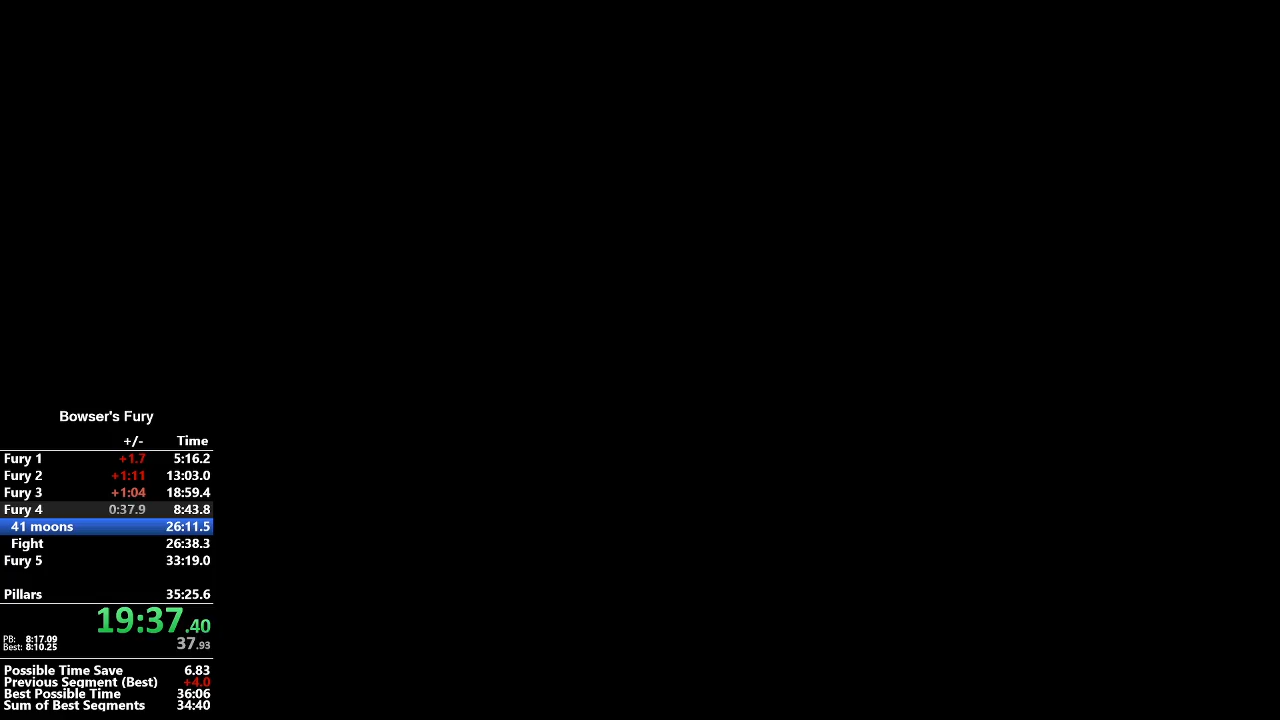 Bowser's Fury
+/- Time
Fury 1 +1.7 5:16.2
Fury 2 +1:11 13:03.0
Fury 3 +1:04 18:59.4
Fury 4 0:37.9 8:43.8
41 moons 26:11.5
Fight 26:38.3
Fury 5 33:19.0
Pillars 35:25.6
19:37.40
PB: 8:17.09
Best: 8:10.25
37.93
Possible Time Save 6.83
Previous Segment (Best) +4.0
Best Possible Time 36:06
Sum of Best Segments 34:40